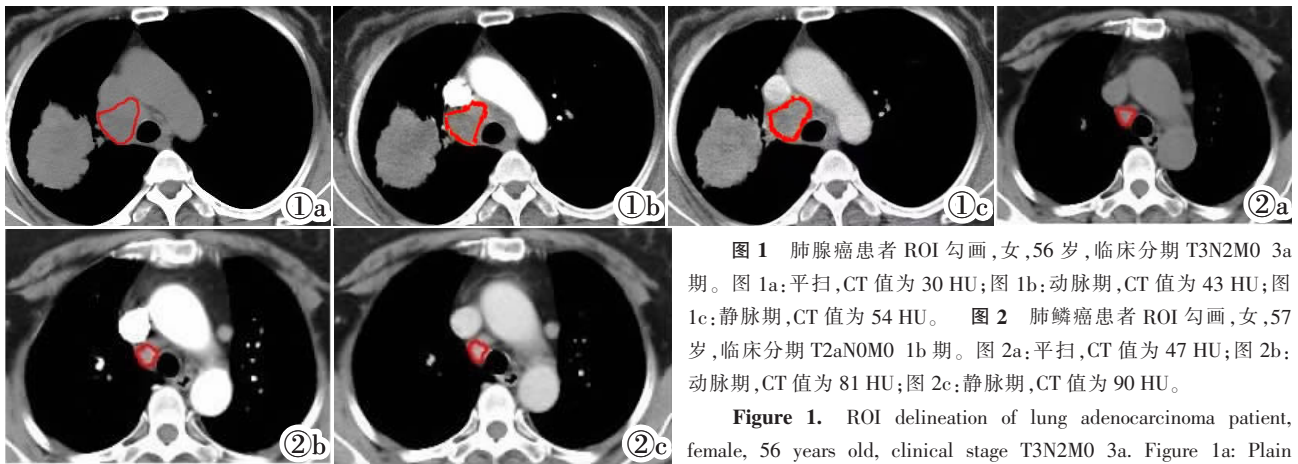 ①a
①b
①c
②a
②b
②c
图 1 肺腺癌患者 ROI 勾画,女,56 岁,临床分期 T3N2M0 3a
期。图 1a:平扫,CT 值为 30 HU;图 1b:动脉期,CT 值为 43 HU;图
1c:静脉期,CT 值为 54 HU。 图 2 肺鳞癌患者 ROI 勾画,女,57
岁,临床分期 T2aN0M0 1b 期。图 2a:平扫,CT 值为 47 HU;图 2b:
动脉期,CT 值为 81 HU;图 2c:静脉期,CT 值为 90 HU。
Figure 1. ROI delineation of lung adenocarcinoma patient,
female, 56 years old, clinical stage T3N2M0 3a. Figure 1a: Plain